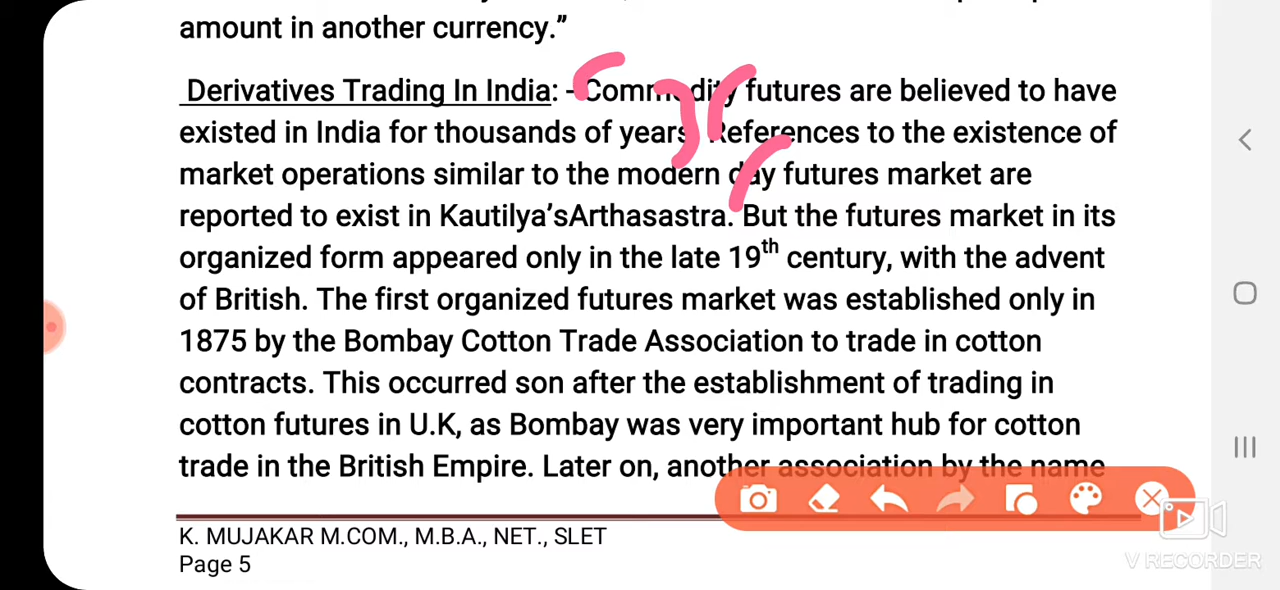 amount in another currency.”
Derivatives Trading In India: - Commodity futures are believed to have
existed in India for thousands of years. References to the existence of
market operations similar to the modern day futures market are
reported to exist in Kautilya’sArthasastra. But the futures market in its
organized form appeared only in the late 19th century, with the advent
of British. The first organized futures market was established only in
1875 by the Bombay Cotton Trade Association to trade in cotton
contracts. This occurred son after the establishment of trading in
cotton futures in U.K, as Bombay was very important hub for cotton
trade in the British Empire. Later on, another association by the name
K. MUJAKAR M.COM., M.B.A., NET., SLET
Page 5
V RECORDER